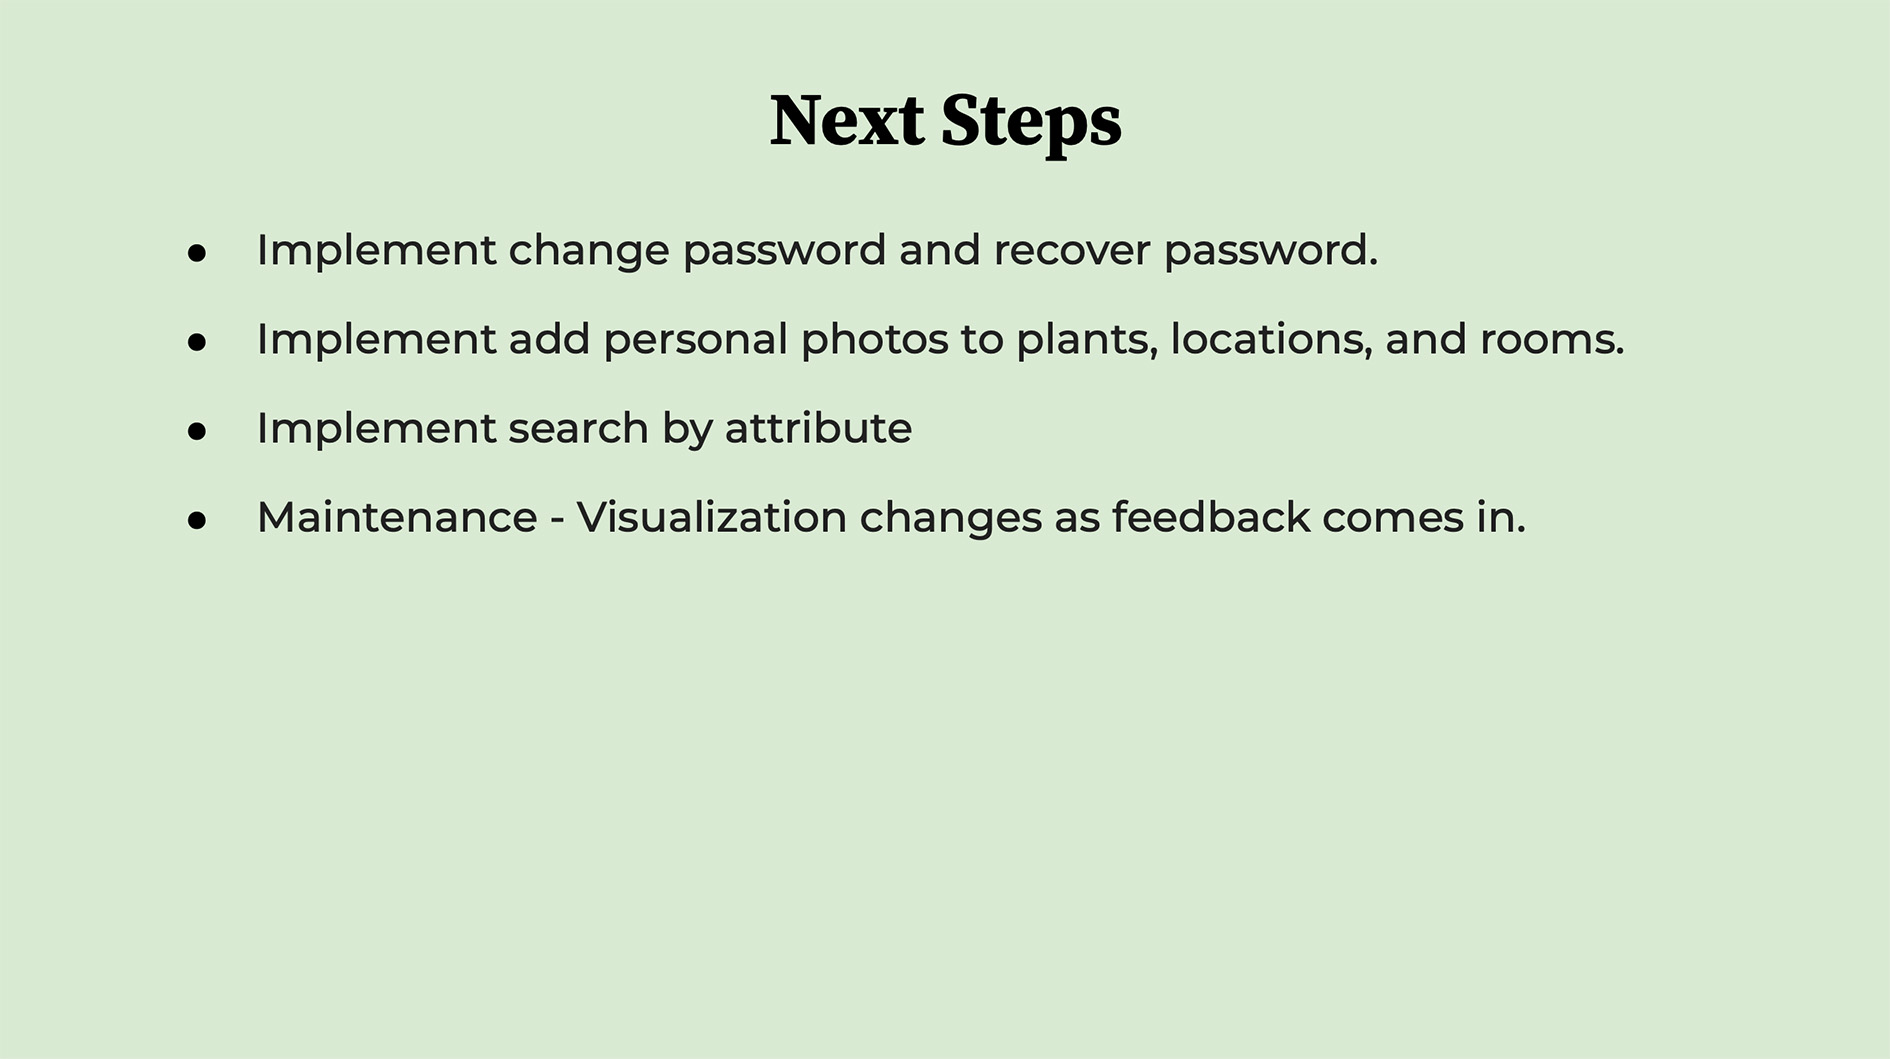 Next Steps
● Implement change password and recover password.
● Implement add personal photos to plants, locations, and rooms.
● Implement search by attribute
● Maintenance - Visualization changes as feedback comes in.